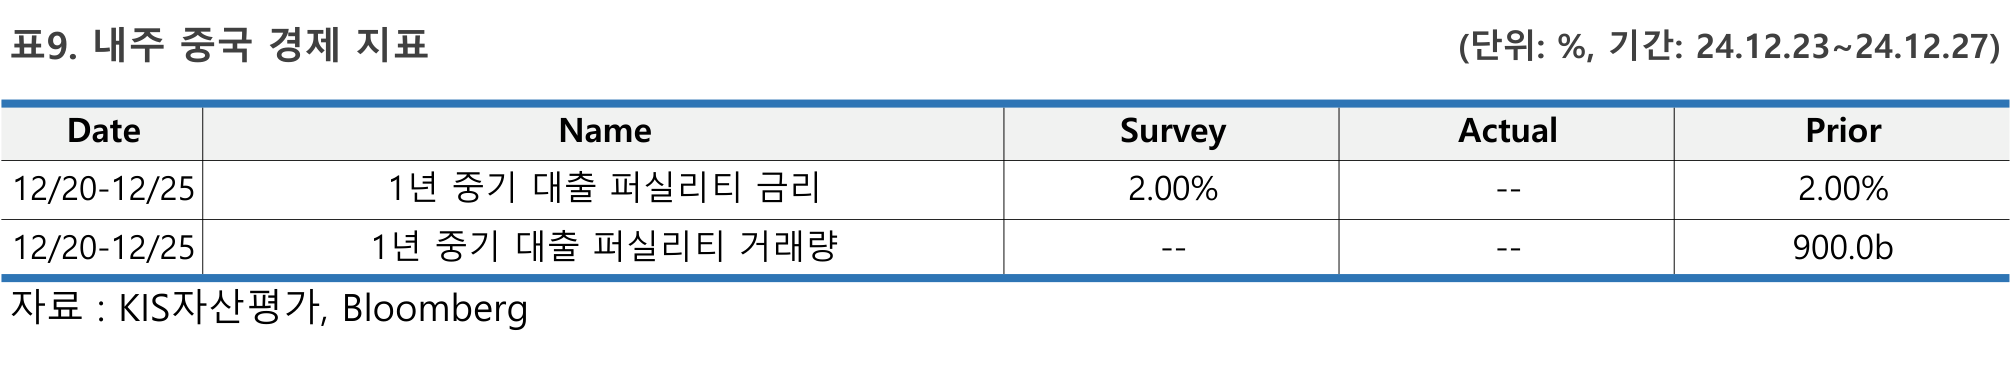 표9. 내주 중국 경제 지표 (단위: %, 기간: 24.12.23~24.12.27)
Date Name Survey Actual Prior
12/20-12/25 1년 중기 대출 퍼실리티 금리 2.00% -- 2.00%
12/20-12/25 1년 중기 대출 퍼실리티 거래량 -- -- 900.0b
자료 : KIS자산평가, Bloomberg